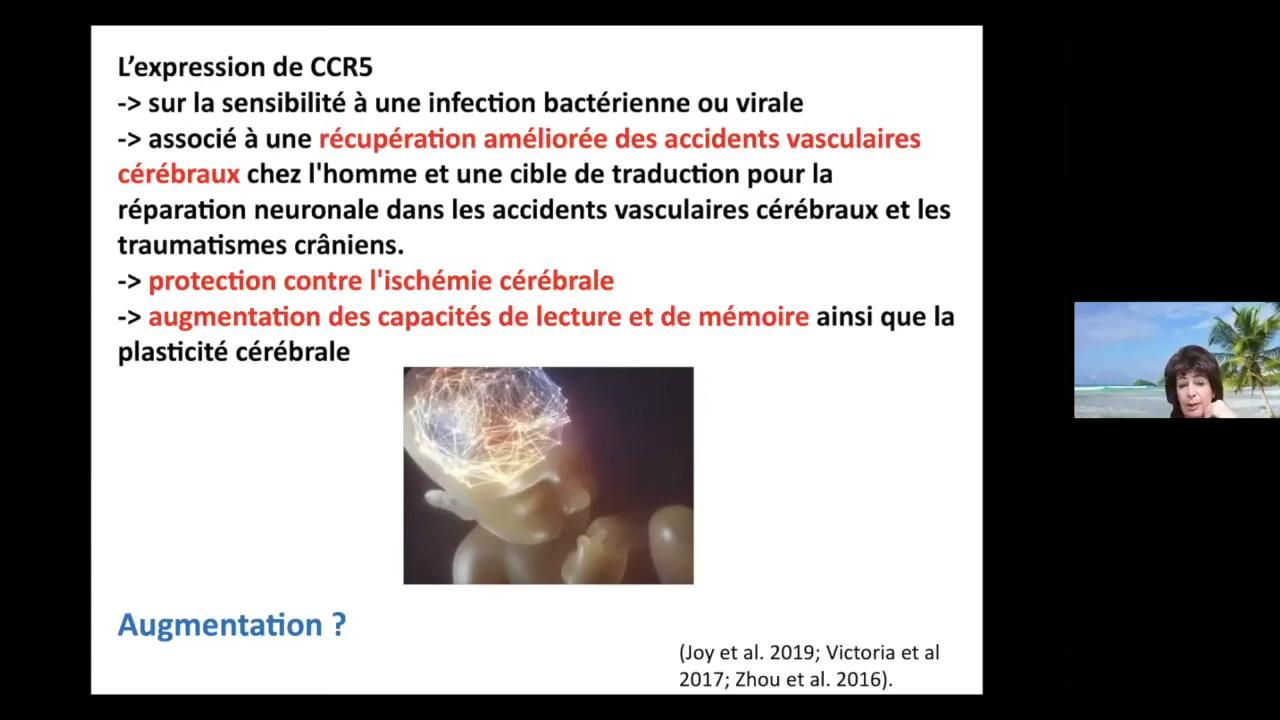 L’expression de CCR5
-> sur la sensibilité à une infection bactérienne ou virale
-> associé à une récupération améliorée des accidents vasculaires
cérébraux chez l'homme et une cible de traduction pour la
réparation neuronale dans les accidents vasculaires cérébraux et les
traumatismes crâniens.
-> protection contre l'ischémie cérébrale
-> augmentation des capacités de lecture et de mémoire ainsi que la
plasticité cérébrale
Augmentation ?
(Joy et al. 2019; Victoria et al
2017; Zhou et al. 2016).